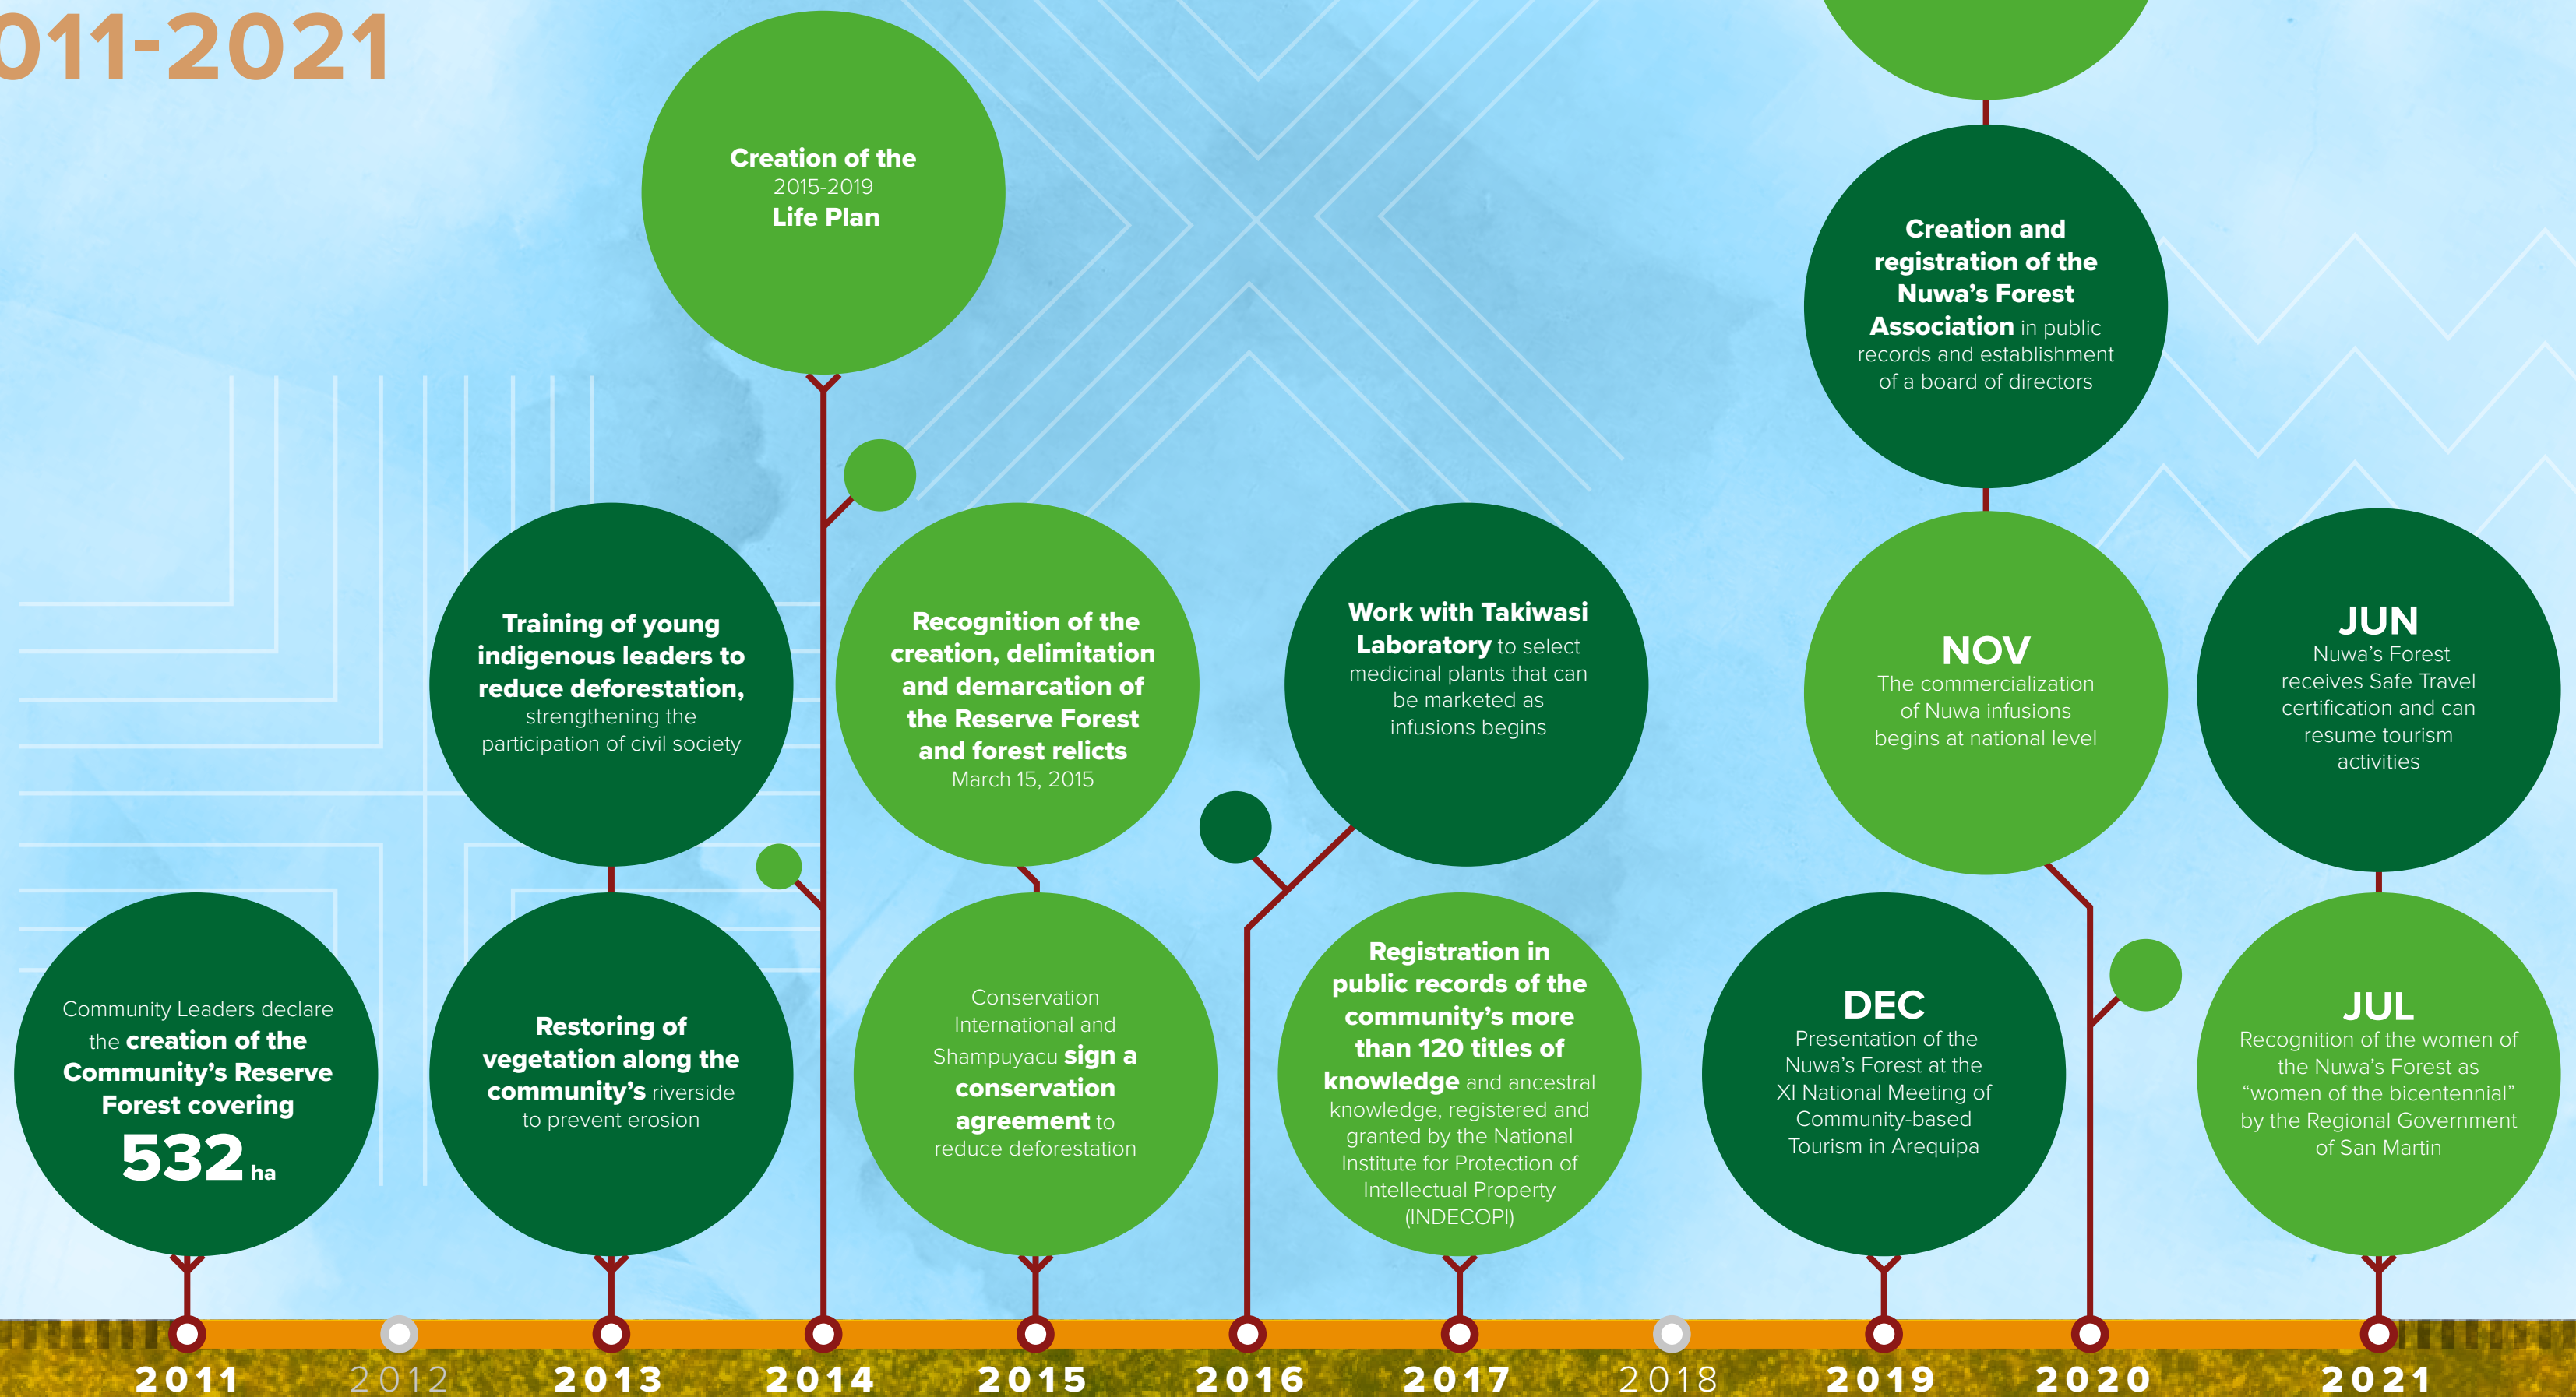 011-2021
Creation of the
2015-2019
Life Plan
Creation and
registration of the
Nuwa’s Forest
Association in public
records and establishment
of a board of directors
Training of young
indigenous leaders to
reduce deforestation,
strengthening the
participation of civil society
Recognition of the
creation, delimitation
and demarcation of
the Reserve Forest
and forest relicts
March 15, 2015
Work with Takiwasi
Laboratory to select
medicinal plants that can
be marketed as
infusions begins
NOV
The commercialization
of Nuwa infusions
begins at national level
JUN
Nuwa’s Forest
receives Safe Travel
certification and can
resume tourism
activities
Community Leaders declare
the creation of the
Community’s Reserve
Forest covering
532 ha
Restoring of
vegetation along the
community’s riverside
to prevent erosion
Conservation
International and
Shampuyacu sign a
conservation
agreement to
reduce deforestation
Registration in
public records of the
community’s more
than 120 titles of
knowledge and ancestral
knowledge, registered and
granted by the National
Institute for Protection of
Intellectual Property
(INDECOPI)
DEC
Presentation of the
Nuwa’s Forest at the
XI National Meeting of
Community-based
Tourism in Arequipa
JUL
Recognition of the women of
the Nuwa’s Forest as
“women of the bicentennial”
by the Regional Government
of San Martin
2011 2012 2013 2014 2015 2016 2017 2018 2019 2020 2021